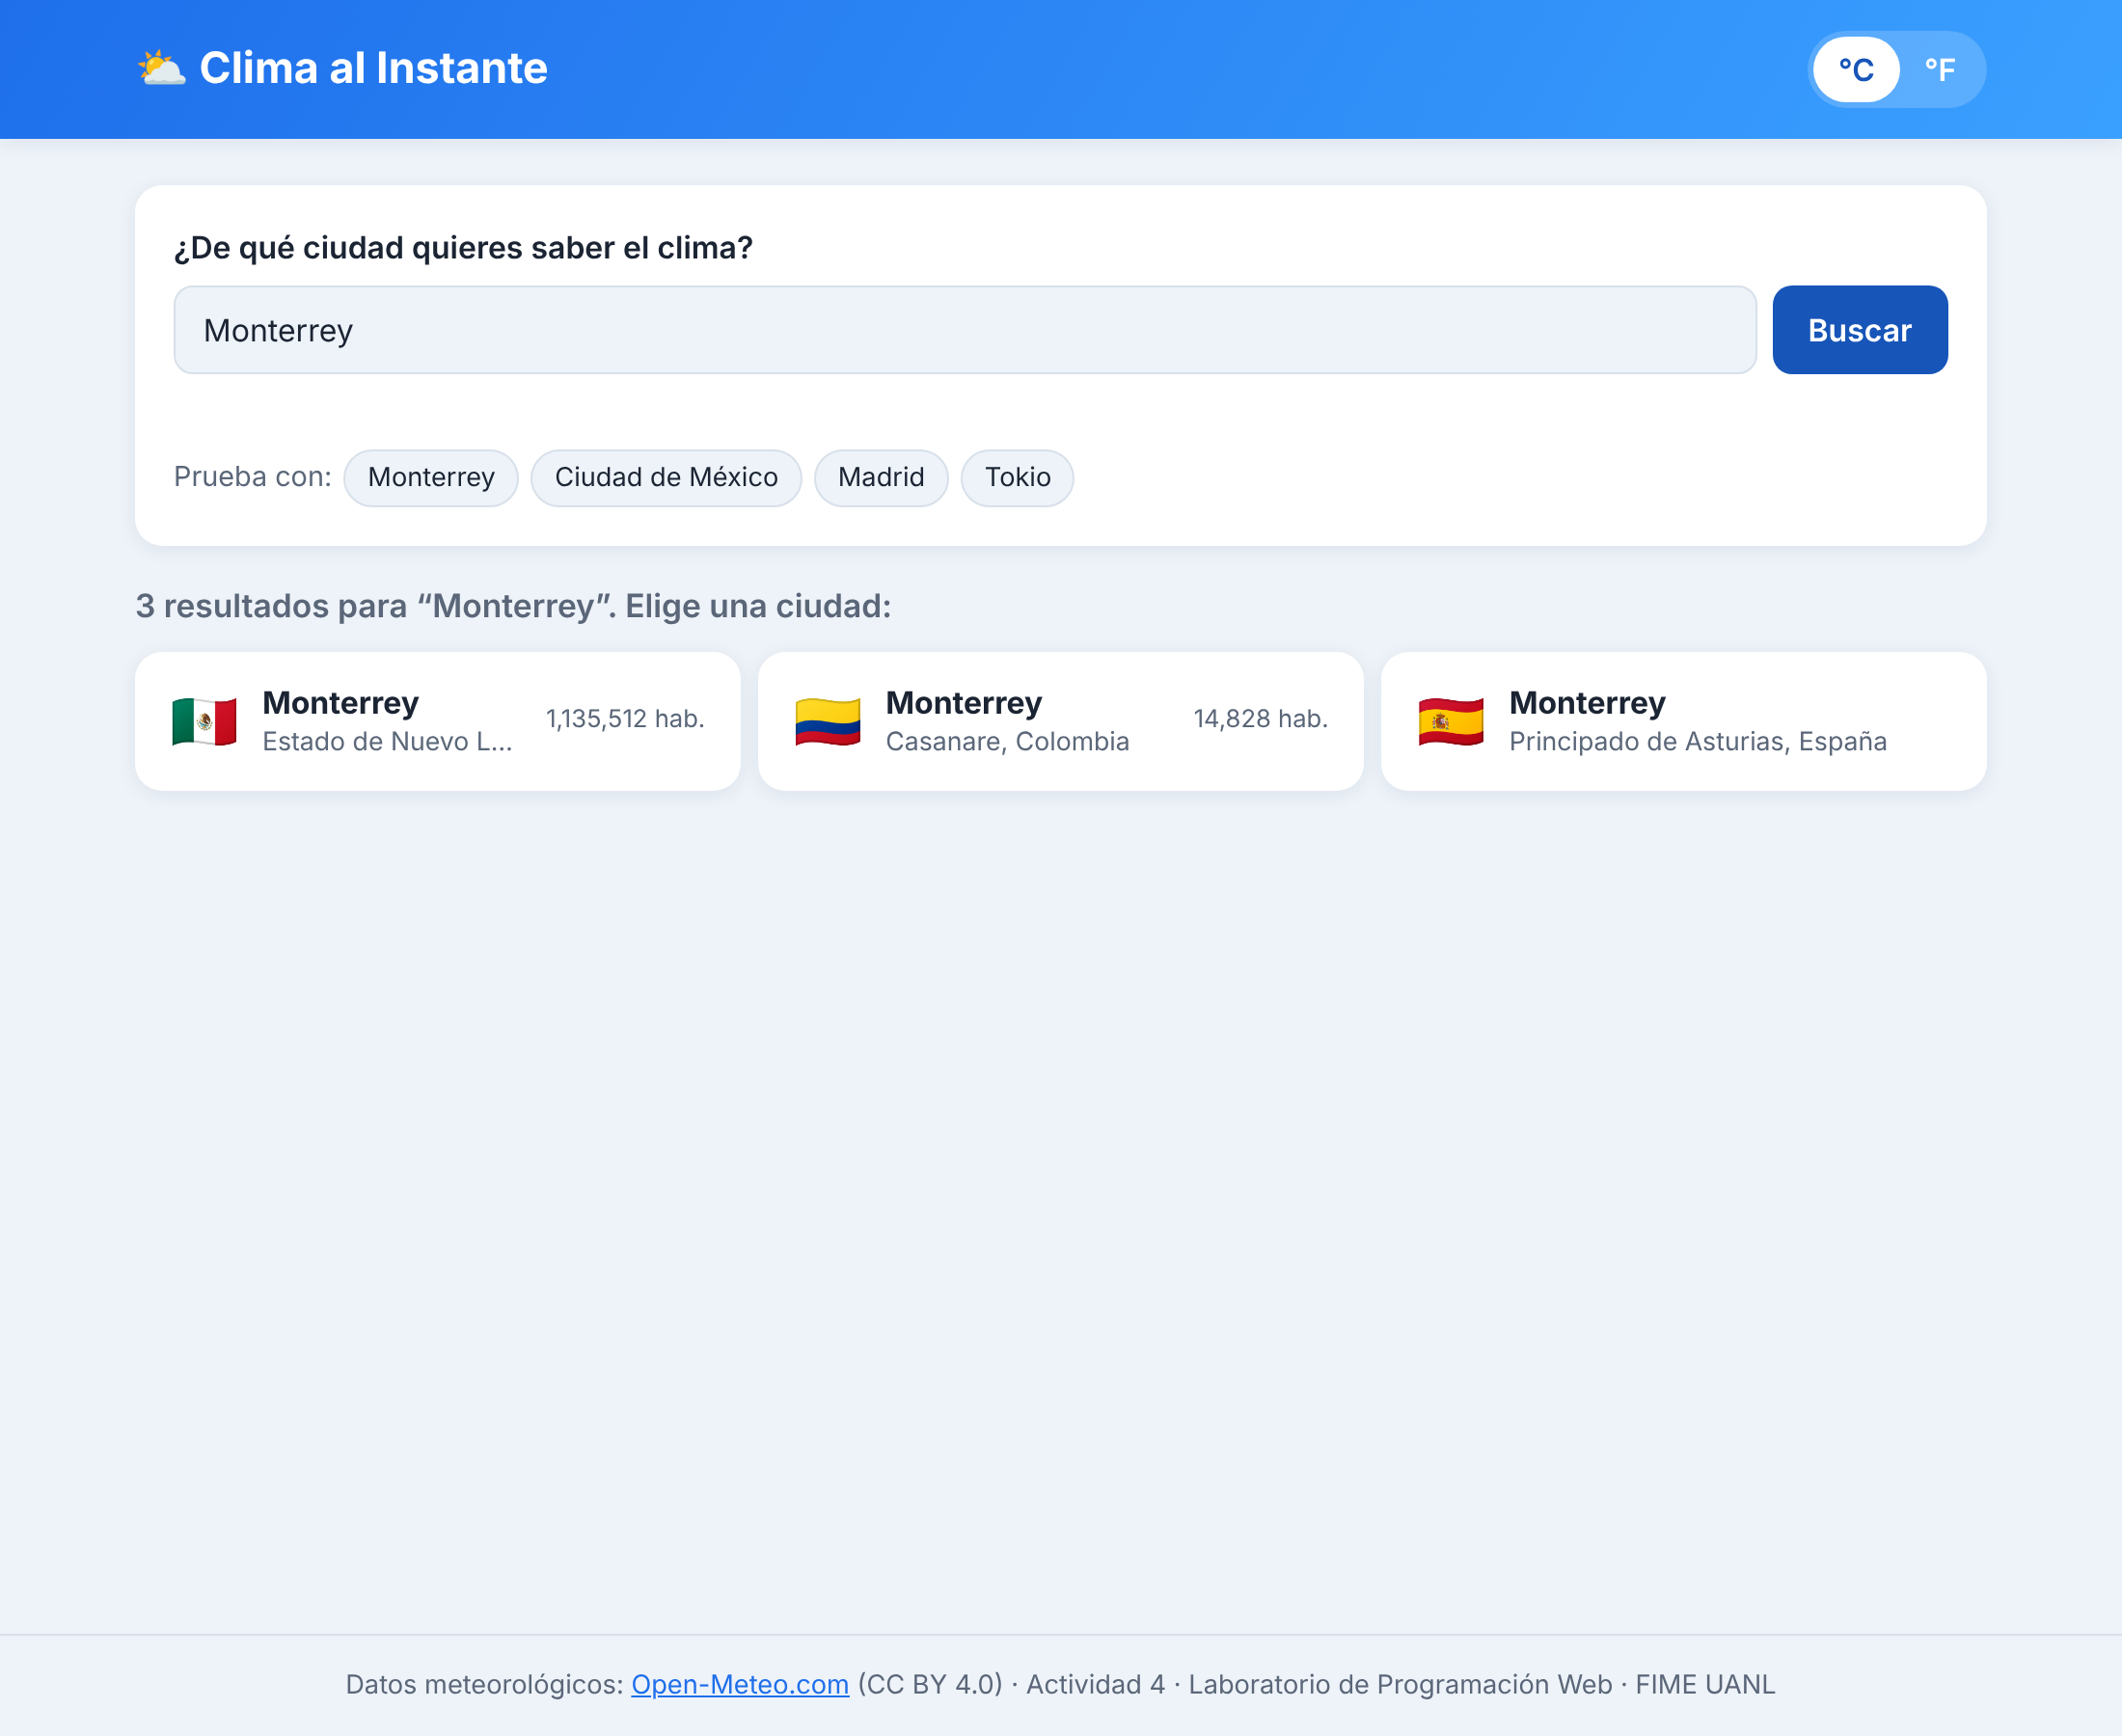 Clima al Instante
°C °F
¿De qué ciudad quieres saber el clima?
Monterrey
Buscar
Prueba con: Monterrey Ciudad de México Madrid Tokio
3 resultados para “Monterrey”. Elige una ciudad:
Monterrey
Estado de Nuevo L...
1,135,512 hab.
Monterrey
Casanare, Colombia
14,828 hab.
Monterrey
Principado de Asturias, España
Datos meteorológicos: Open-Meteo.com (CC BY 4.0) · Actividad 4 · Laboratorio de Programación Web · FIME UANL